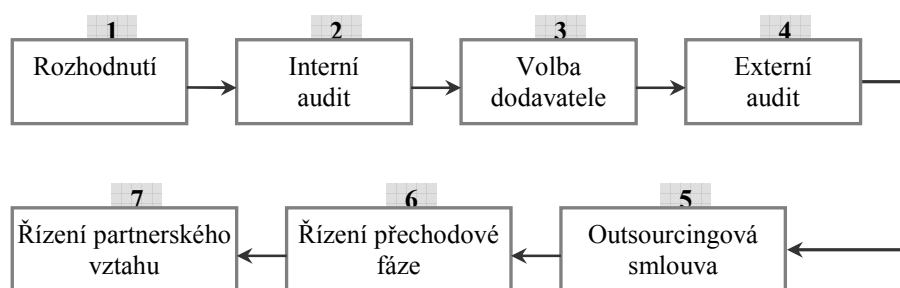 1
Rozhodnutí
2
Interní
audit
3
Volba
dodavatele
4
Externí
audit
5
Outsourcingová
smlouva
6
Řízení přechodové
fáze
7
Řízení partnerského
vztahu